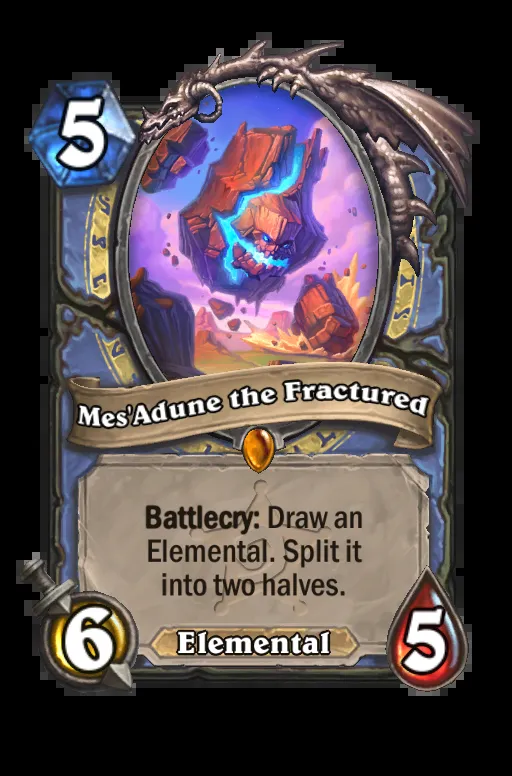 5
Mes'Adune the Fractured
Battlecry: Draw an
Elemental. Split it
into two halves.
6
Elemental
5